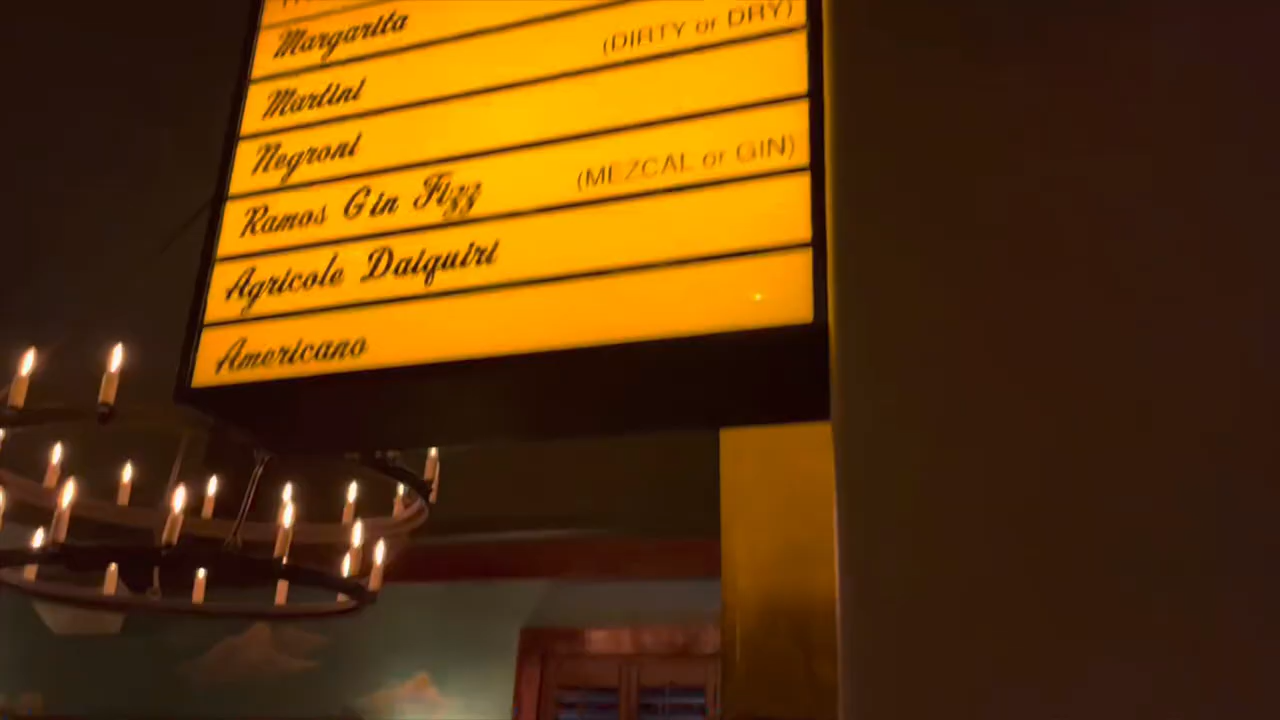 Margarita
Martini (DIRTY or DRY)
Negroni
Ramos Gin Fizz (MEZCAL or GIN)
Agricole Daiquiri
Americano